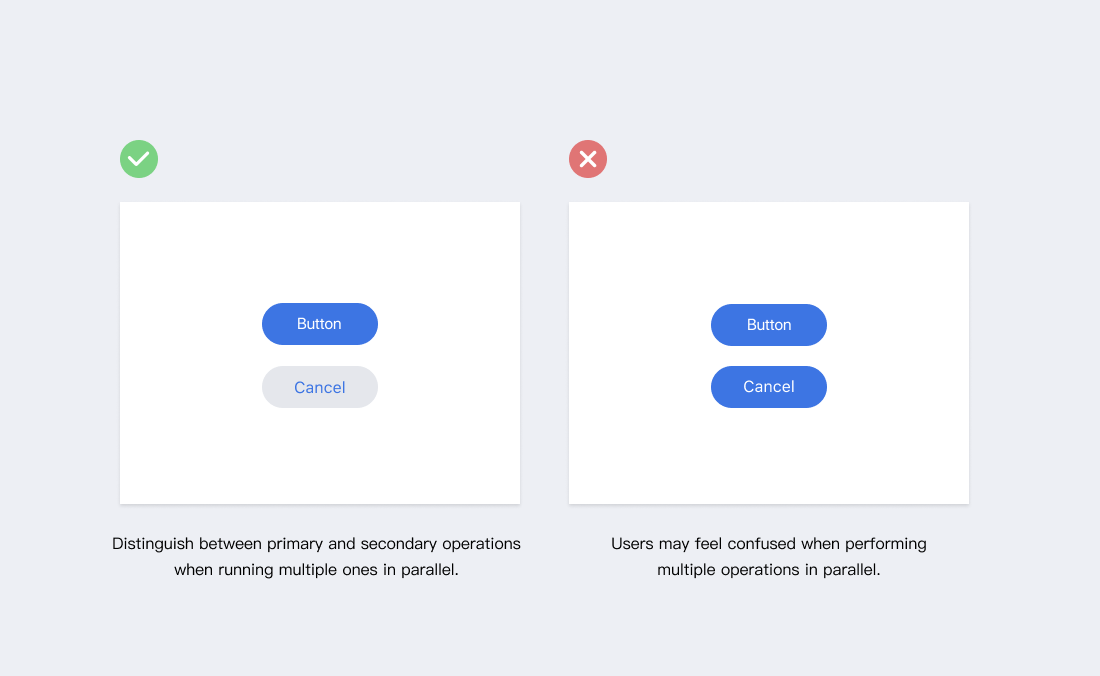 Button
Cancel
Distinguish between primary and secondary operations
when running multiple ones in parallel.
Button
Cancel
Users may feel confused when performing
multiple operations in parallel.